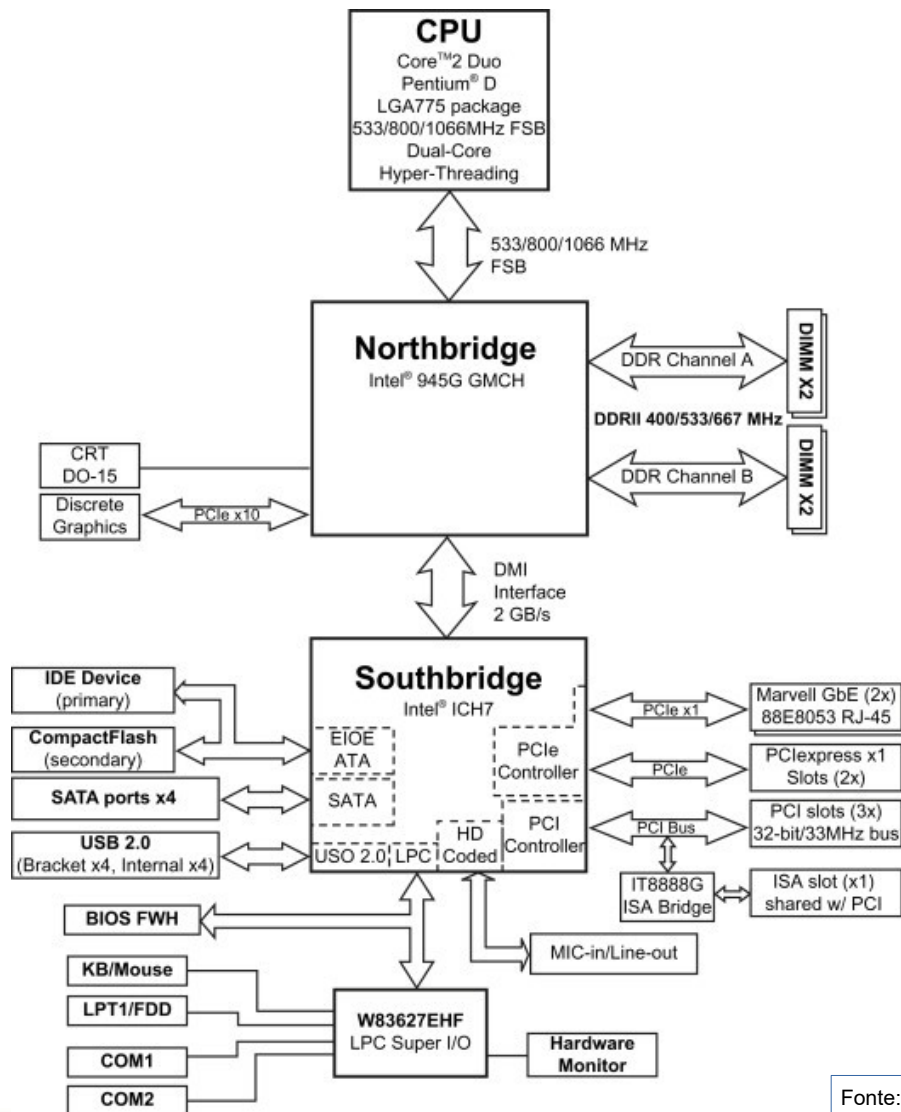 CPU
Core™2 Duo
Pentium® D
LGA775 package
533/800/1066MHz FSB
Dual-Core
Hyper-Threading
533/800/1066 MHz
FSB
Northbridge
Intel® 945G GMCH
DDR Channel A
DIMM X2
DDRII 400/533/667 MHz
DDR Channel B
DIMM X2
CRT
DO-15
Discrete
Graphics
PCIe x10
DMI
Interface
2 GB/s
Southbridge
Intel® ICH7
IDE Device
(primary)
CompactFlash
(secondary)
SATA ports x4
USB 2.0
(Bracket x4, Internal x4)
EIOE
ATA
SATA
USO 2.0
LPC
HD
Coded
PCIe
Controller
PCI
Controller
PCIe x1
Marvell GbE (2x)
88E8053 RJ-45
PCIe
PCIexpress x1
Slots (2x)
PCI Bus
PCI slots (3x)
32-bit/33MHz bus
IT8888G
ISA Bridge
ISA slot (x1)
shared w/ PCI
BIOS FWH
MIC-in/Line-out
KB/Mouse
LPT1/FDD
COM1
COM2
W83627EHF
LPC Super I/O
Hardware
Monitor
Fonte: